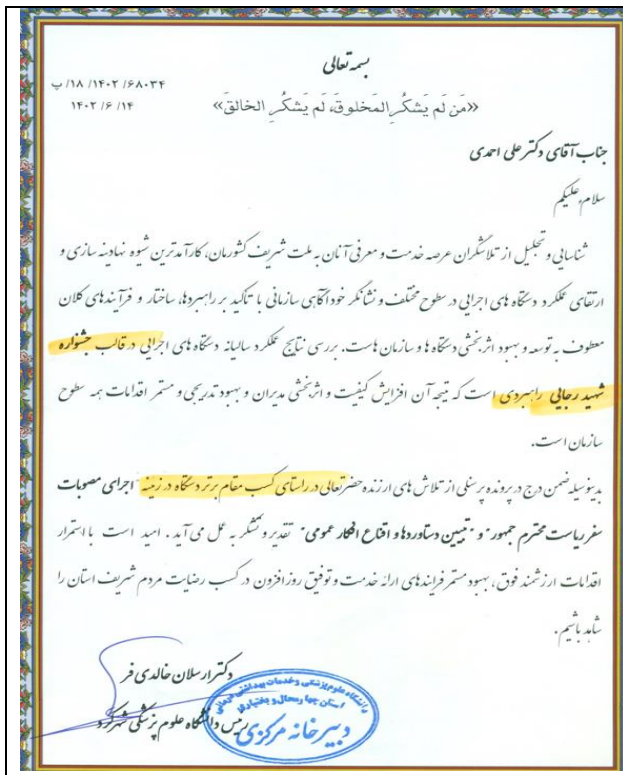 بسمه تعالی
۱۸/ ۱۴۰۲ /۶۸۰۳۴/ ب
۱۴۰۲ /۶ /۱۴
«مَن لَم يَشكُرِ المَخلوقَ، لَم يَشكُرِ الخالقَ»
جناب آقای دکتر علی احمدی
سلام علیکم
شناسایی و تجلیل از تلاشگران عرصه خدمت و معرفی آنان به ملت شریف کشورمان، کارآمدترین شیوه نهادینه سازی و
ارتقای عملکرد دستگاه های اجرایی در سطوح مختلف و نشانگر خودآگاهی سازمانی با تأکید بر راهبردها، ساختار و فرآیندهای کلان
معطوف به توسعه و بهبود اثربخشی دستگاه ها و سازمان هاست. بررسی نتایج عملکرد سالیانه دستگاه های اجرایی در قالب جشنواره
شهید رجایی راهبردی است که نتیجه آن افزایش کیفیت و اثربخشی مدیران و بهبود تدریجی و مستمر اقدامات همه سطوح
سازمان است.
بدینوسیله ضمن درج در پرونده پرسنلی از تلاش های ارزنده حضرتعالی در راستای کسب مقام برتر دستگاه در زمینه "اجرای مصوبات
سفر ریاست محترم جمهور" و "تبیین دستاوردها و اقناع افکار عمومی" تقدیر و تشکر به عمل می آید. امید است با استمرار
اقدامات ارزشمند فوق، بهبود مستمر فرایندهای ارائه خدمت و توفیق روزافزون در کسب رضایت مردم شریف استان را
شاهد باشیم.
دکتر ارسلان خالدی فر
رئیس دانشگاه علوم پزشکی شهرکرد
دانشگاه علوم پزشکی و خدمات بهداشتی درمانی
استان چهارمحال و بختیاری
دبیرخانه مرکزی